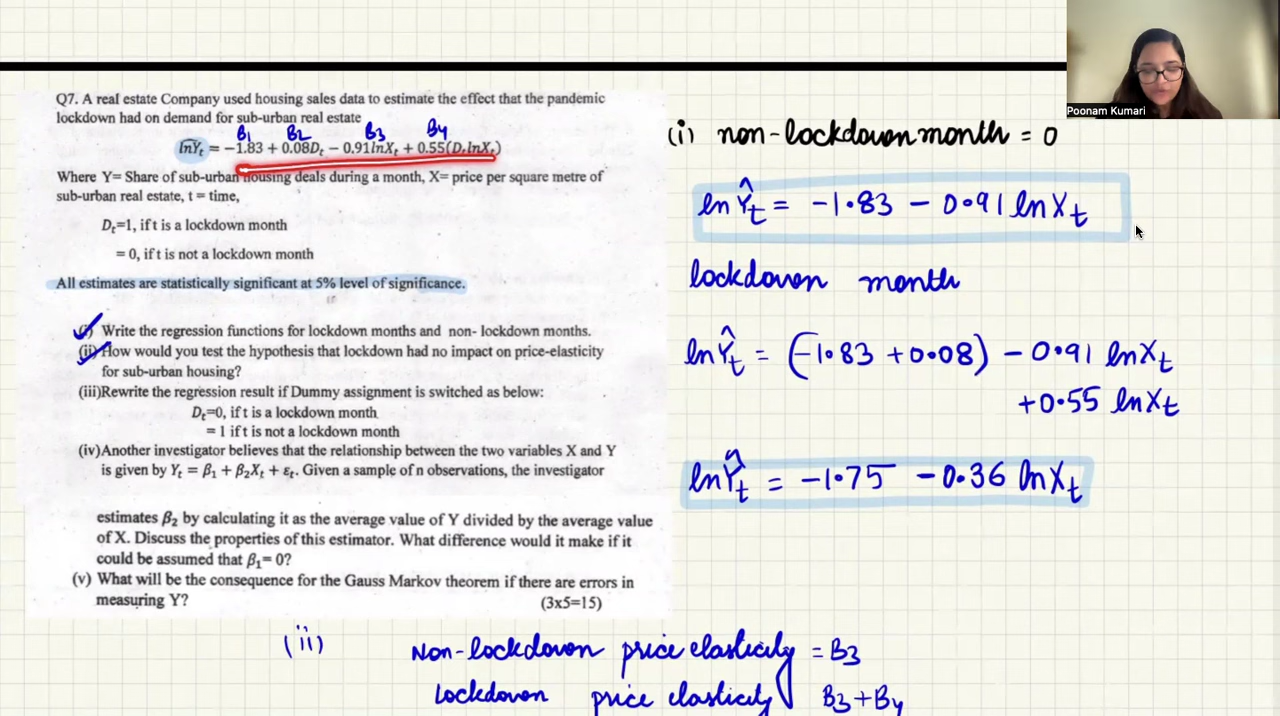 Poonam Kumari
Q7. A real estate Company used housing sales data to estimate the effect that the pandemic
lockdown had on demand for sub-urban real estate
B₁ B₂ B₃ B₄
lnYₜ = −1.83 + 0.08Dₜ − 0.91lnXₜ + 0.55(DₜlnXₜ)
Where Y= Share of sub-urban housing deals during a month, X= price per square metre of
sub-urban real estate, t = time,
Dₜ=1, if t is a lockdown month
= 0, if t is not a lockdown month
All estimates are statistically significant at 5% level of significance.
(i) Write the regression functions for lockdown months and non- lockdown months.
(ii) How would you test the hypothesis that lockdown had no impact on price-elasticity
for sub-urban housing?
(iii)Rewrite the regression result if Dummy assignment is switched as below:
Dₜ=0, if t is a lockdown month
= 1 if t is not a lockdown month
(iv)Another investigator believes that the relationship between the two variables X and Y
is given by Yₜ = β₁ + β₂Xₜ + εₜ. Given a sample of n observations, the investigator
estimates β₂ by calculating it as the average value of Y divided by the average value
of X. Discuss the properties of this estimator. What difference would it make if it
could be assumed that β₁= 0?
(v) What will be the consequence for the Gauss Markov theorem if there are errors in
measuring Y? (3x5=15)
(i) non-lockdown month = 0
ln Ŷₜ = −1.83 − 0.91 ln Xₜ
lockdown month
ln Ŷₜ = (−1.83 + 0.08) − 0.91 ln Xₜ
+0.55 ln Xₜ
ln Ŷₜ = −1.75 − 0.36 ln Xₜ
(ii) Non-lockdown price elasticity = B₃
Lockdown price elasticity B₃ + B₄